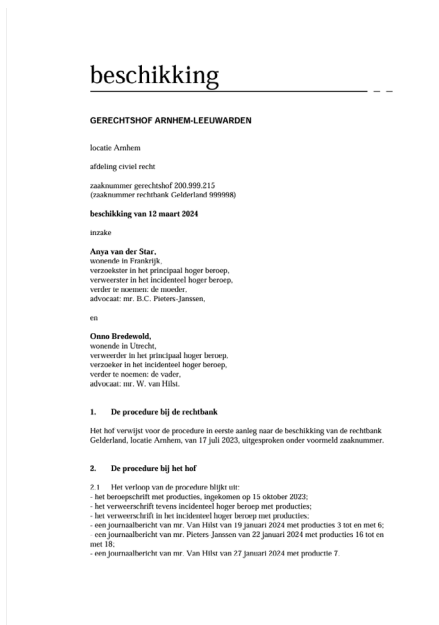 beschikking
GERECHTSHOF ARNHEM-LEEUWARDEN
locatie Arnhem
afdeling civiel recht
zaaknummer gerechtshof 200.999.215
(zaaknummer rechtbank Gelderland 999998)
beschikking van 12 maart 2024
inzake
Anya van der Star,
wonende in Frankrijk,
verzoekster in het principaal hoger beroep,
verweerster in het incidenteel hoger beroep,
verder te noemen: de moeder,
advocaat: mr. B.C. Pieters-Janssen,
en
Onno Bredewold,
wonende in Utrecht,
verweerder in het principaal hoger beroep,
verzoeker in het incidenteel hoger beroep,
verder te noemen: de vader,
advocaat: mr. W. van Hilst.
1. De procedure bij de rechtbank
Het hof verwijst voor de procedure in eerste aanleg naar de beschikking van de rechtbank
Gelderland, locatie Arnhem, van 17 juli 2023, uitgesproken onder voormeld zaaknummer.
2. De procedure bij het hof
2.1 Het verloop van de procedure blijkt uit:
- het beroepschrift met producties, ingekomen op 15 oktober 2023;
- het verweerschrift tevens incidenteel hoger beroep met producties;
- het verweerschrift in het incidenteel hoger beroep met producties;
- een journaalbericht van mr. Van Hilst van 19 januari 2024 met producties 3 tot en met 6;
- een journaalbericht van mr. Pieters-Janssen van 22 januari 2024 met producties 16 tot en
met 18;
- een journaalbericht van mr. Van Hilst van 27 januari 2024 met productie 7.